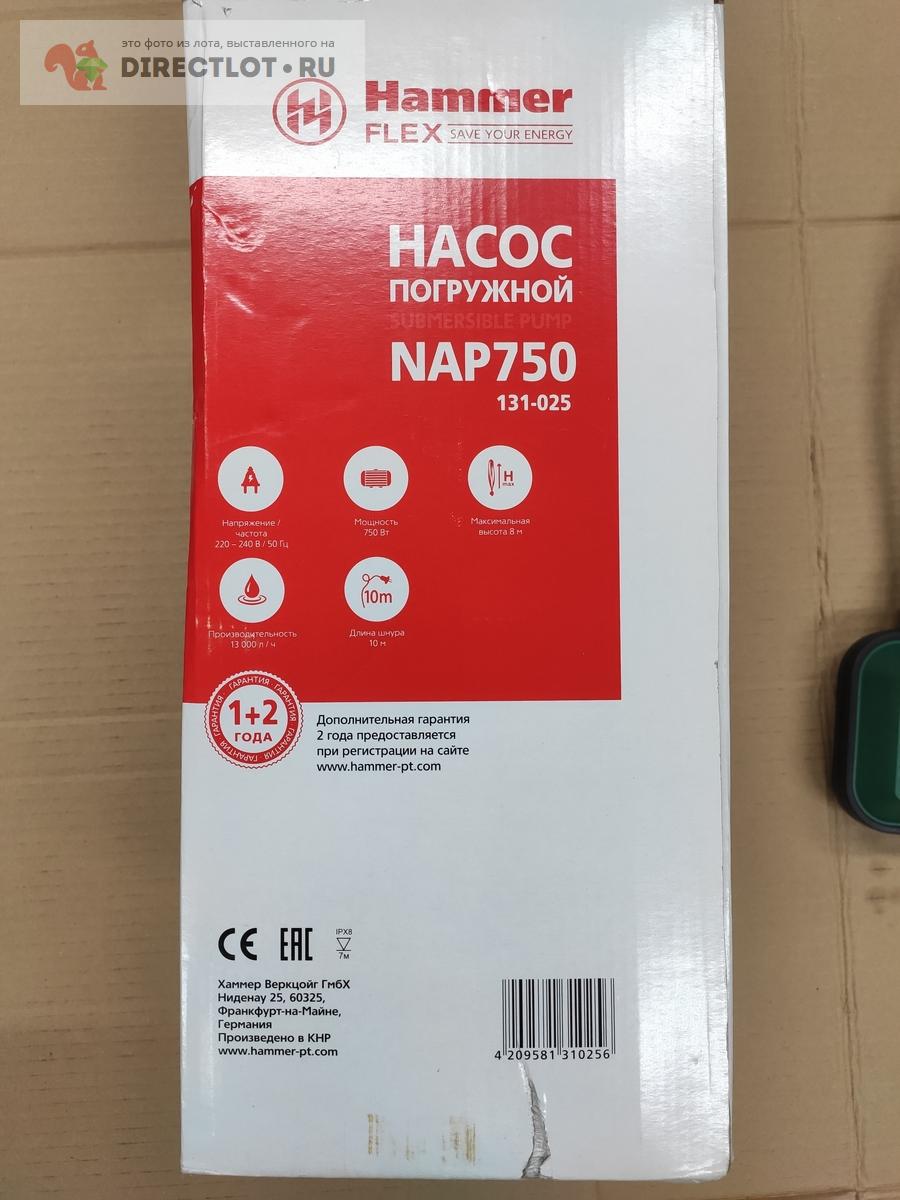 это фото из лота, выставленного на
DIRECTLOT.RU
Hammer
FLEX SAVE YOUR ENERGY
НАСОС
ПОГРУЖНОЙ
SUBMERSIBLE PUMP
NAP750
131-025
H
max
Напряжение /
частота
220 – 240 В / 50 Гц
Мощность
750 Вт
Максимальная
высота 8 м
10m
Производительность
13 000 л / ч
Длина шнура
10 м
ГАРАНТИЯ · ГАРАНТИЯ · ГАРАНТИЯ · ГАРАНТИЯ · ГАРАНТИЯ
1+2
ГОДА
Дополнительная гарантия
2 года предоставляется
при регистрации на сайте
www.hammer-pt.com
CE EAC IPX8
7м
Хаммер Веркцойг ГмбХ
Ниденау 25, 60325,
Франкфурт-на-Майне,
Германия
Произведено в КНР
www.hammer-pt.com
4 209581 310256